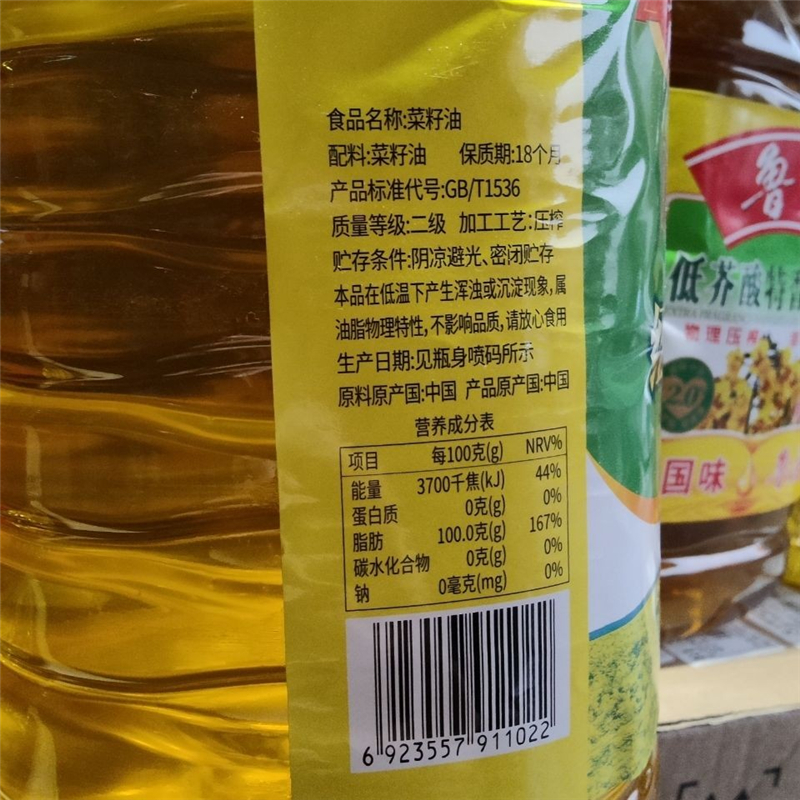 食品名称:菜籽油
配料:菜籽油 保质期:18个月
产品标准代号:GB/T1536
质量等级:二级 加工工艺:压榨
贮存条件:阴凉避光、密闭贮存
本品在低温下产生浑浊或沉淀现象,属
油脂物理特性,不影响品质,请放心食用
生产日期:见瓶身喷码所示
原料原产国:中国 产品原产国:中国
营养成分表
项目 每100克(g) NRV%
能量 3700千焦(kJ) 44%
蛋白质 0克(g) 0%
脂肪 100.0克(g) 167%
碳水化合物 0克(g) 0%
钠 0毫克(mg) 0%
6 923557 911022
鲁
低芥酸特
物理压榨
国味